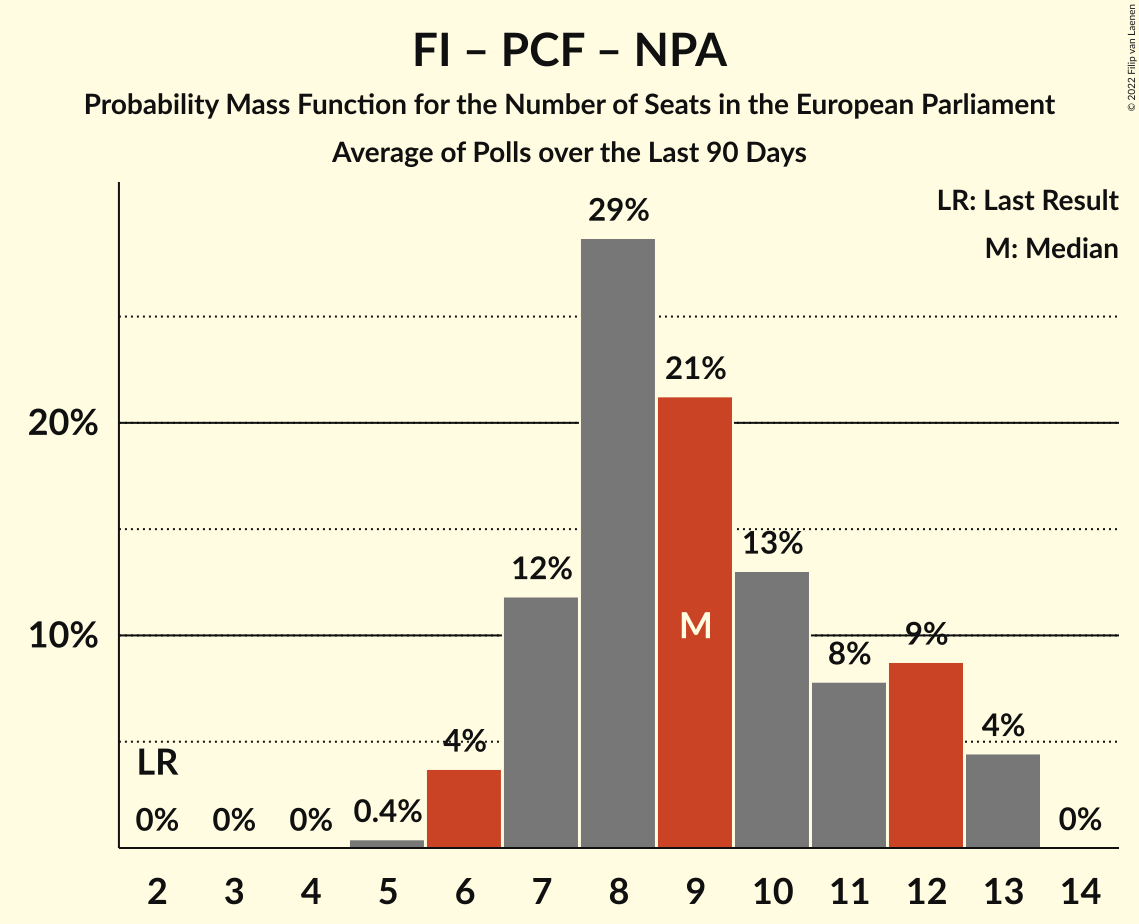 FI – PCF – NPA
Probability Mass Function for the Number of Seats in the European Parliament
Average of Polls over the Last 90 Days
© 2022 Filip van Laenen
LR: Last Result
M: Median
29%
21%
20%
13%
12%
M
10%
9%
8%
4%
4%
LR
0.4%
0%
0%
0%
0%
2 3 4 5 6 7 8 9 10 11 12 13 14